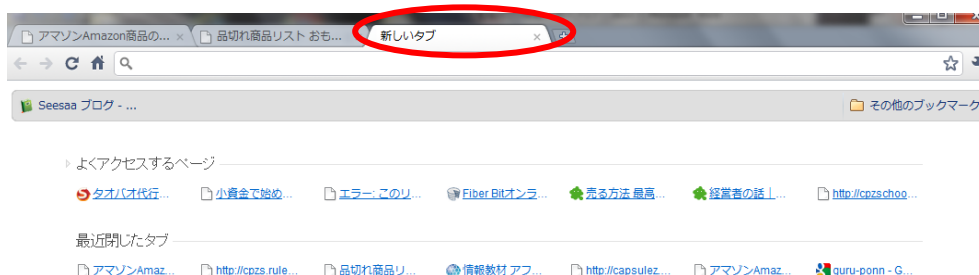 アマゾンAmazon商品の... 品切れ商品リスト おも... 新しいタブ
Seesaa ブログ - ... その他のブックマーク
よくアクセスするページ
タオバオ代行... 小資金で始め... エラー: このリ... Fiber Bitオンラ... 売る方法 最高... 経営者の話 | ... http://cpzschoo...
最近閉じたタブ
アマゾンAmaz... http://cpzs.rule... 品切れ商品リ... 情報教材 アフ... http://capsulez.... アマゾンAmaz... guru-ponn - G...